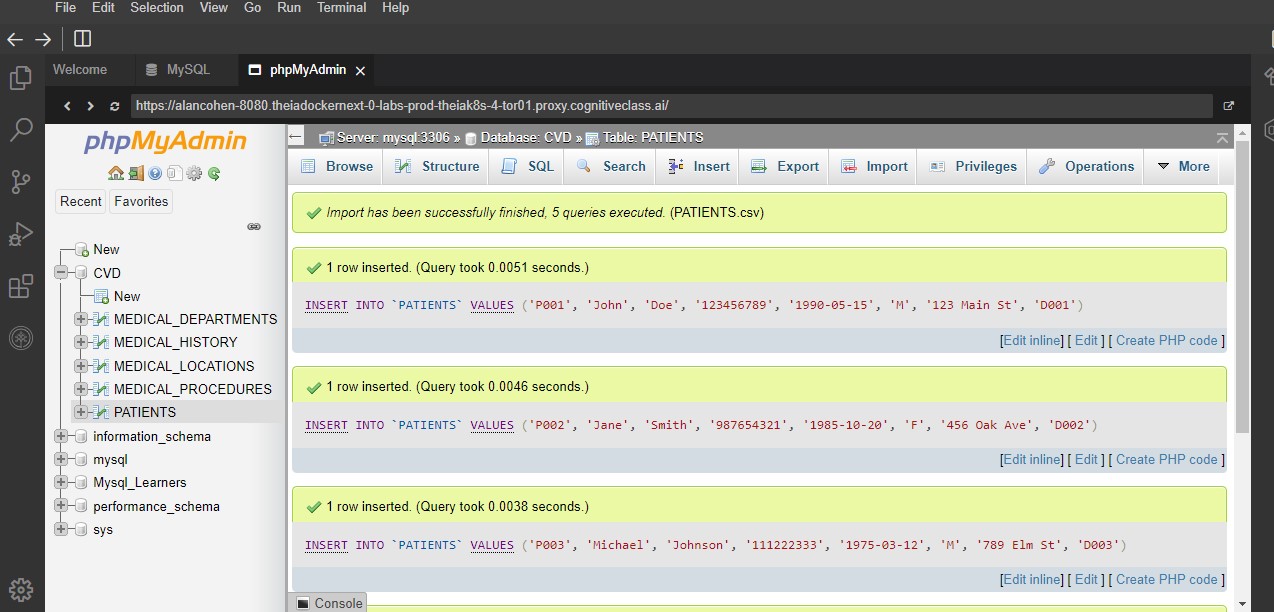 File Edit Selection View Go Run Terminal Help
Welcome MySQL phpMyAdmin
https://alancohen-8080.theiadockernext-0-labs-prod-theiak8s-4-tor01.proxy.cognitiveclass.ai/
phpMyAdmin
Recent Favorites
New
CVD
New
MEDICAL_DEPARTMENTS
MEDICAL_HISTORY
MEDICAL_LOCATIONS
MEDICAL_PROCEDURES
PATIENTS
information_schema
mysql
Mysql_Learners
performance_schema
sys
Server: mysql:3306 » Database: CVD » Table: PATIENTS
Browse Structure SQL Search Insert Export Import Privileges Operations More
Import has been successfully finished, 5 queries executed. (PATIENTS.csv)
1 row inserted. (Query took 0.0051 seconds.)
INSERT INTO `PATIENTS` VALUES ('P001', 'John', 'Doe', '123456789', '1990-05-15', 'M', '123 Main St', 'D001')
[Edit inline] [ Edit ] [ Create PHP code ]
1 row inserted. (Query took 0.0046 seconds.)
INSERT INTO `PATIENTS` VALUES ('P002', 'Jane', 'Smith', '987654321', '1985-10-20', 'F', '456 Oak Ave', 'D002')
[Edit inline] [ Edit ] [ Create PHP code ]
1 row inserted. (Query took 0.0038 seconds.)
INSERT INTO `PATIENTS` VALUES ('P003', 'Michael', 'Johnson', '111222333', '1975-03-12', 'M', '789 Elm St', 'D003')
[Edit inline] [ Edit ] [ Create PHP code ]
Console